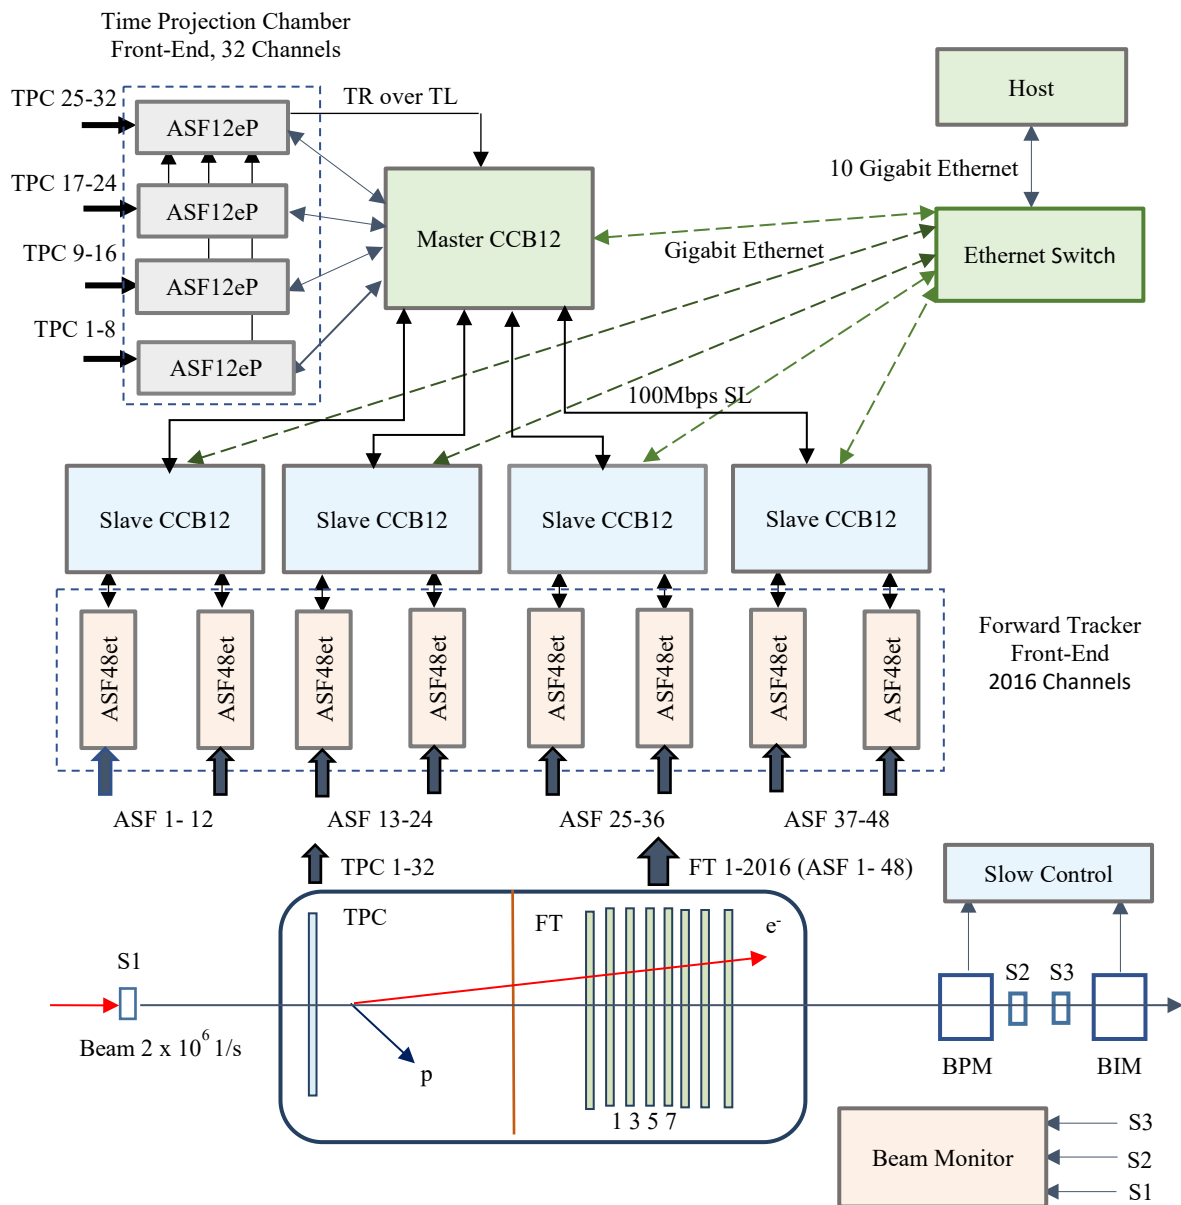 Time Projection Chamber
Front-End, 32 Channels
TPC 25-32
ASF12eP
TR over TL
Host
10 Gigabit Ethernet
TPC 17-24
ASF12eP
Master CCB12
Gigabit Ethernet
Ethernet Switch
TPC 9-16
ASF12eP
TPC 1-8
ASF12eP
100Mbps SL
Slave CCB12
Slave CCB12
Slave CCB12
Slave CCB12
ASF48et
ASF48et
ASF48et
ASF48et
ASF48et
ASF48et
ASF48et
ASF48et
Forward Tracker
Front-End
2016 Channels
ASF 1- 12
ASF 13-24
ASF 25-36
ASF 37-48
TPC 1-32
FT 1-2016 (ASF 1- 48)
Slow Control
TPC
FT
e-
S1
S2
S3
Beam 2 x 10^6 1/s
p
BPM
BIM
1 3 5 7
Beam Monitor
S3
S2
S1